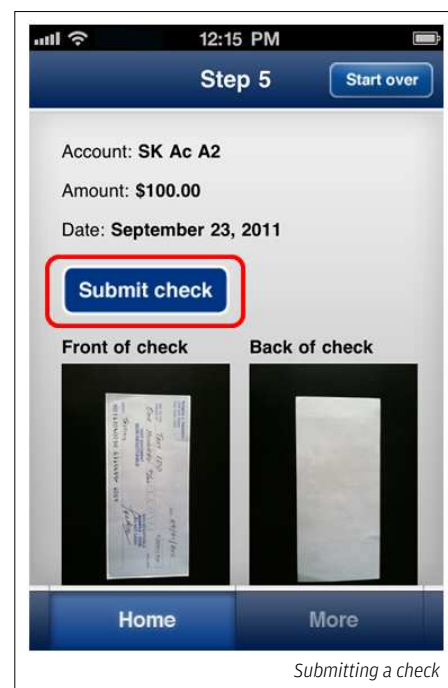 12:15 PM
Step 5 Start over
Account: SK Ac A2
Amount: $100.00
Date: September 23, 2011
Submit check
Front of check Back of check
Home More
Submitting a check